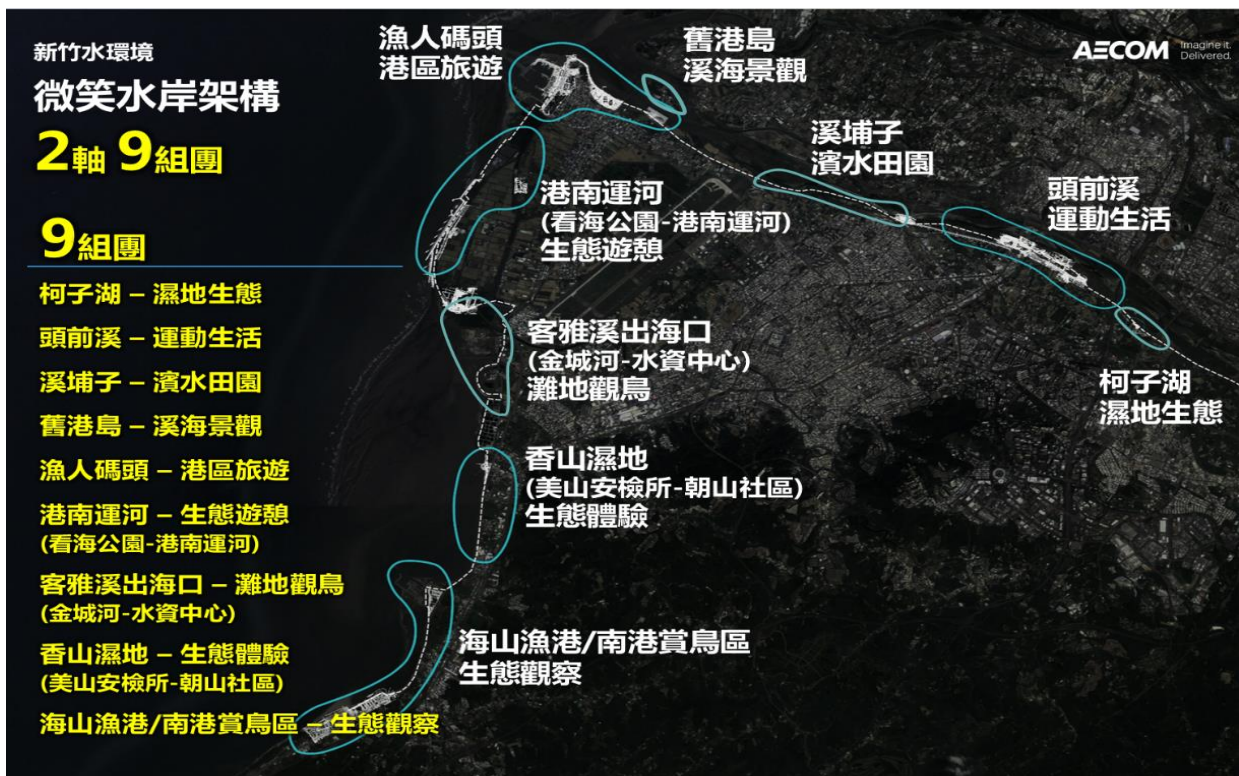 新竹水環境
微笑水岸架構
2軸 9組團
9組團
柯子湖 – 濕地生態
頭前溪 – 運動生活
溪埔子 – 濱水田園
舊港島 – 溪海景觀
漁人碼頭 – 港區旅遊
港南運河 – 生態遊憩
(看海公園-港南運河)
客雅溪出海口 – 灘地觀鳥
(金城河-水資中心)
香山濕地 – 生態體驗
(美山安檢所-朝山社區)
海山漁港/南港賞鳥區 – 生態觀察
漁人碼頭
港區旅遊
舊港島
溪海景觀
AECOM
Imagine it.
Delivered.
溪埔子
濱水田園
頭前溪
運動生活
港南運河
(看海公園-港南運河)
生態遊憩
客雅溪出海口
(金城河-水資中心)
灘地觀鳥
柯子湖
濕地生態
香山濕地
(美山安檢所-朝山社區)
生態體驗
海山漁港/南港賞鳥區
生態觀察